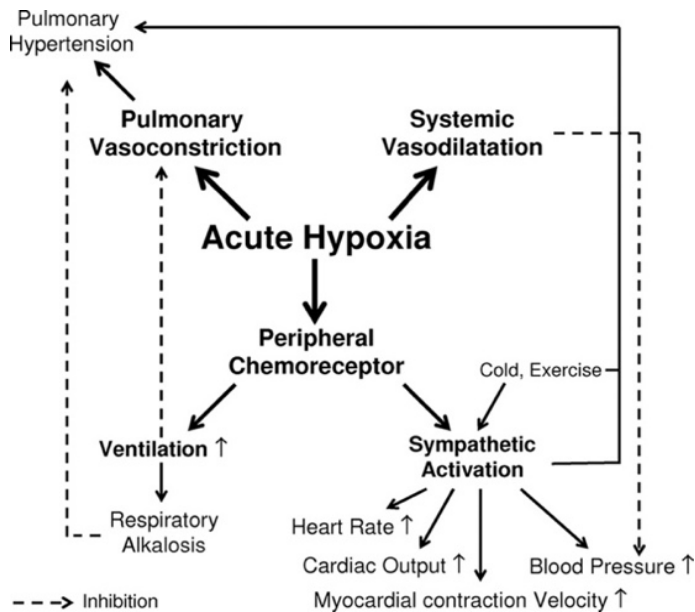 Pulmonary
Hypertension
Pulmonary
Vasoconstriction
Systemic
Vasodilatation
Acute Hypoxia
Peripheral
Chemoreceptor
Cold, Exercise
Ventilation ↑
Sympathetic
Activation
Respiratory
Alkalosis
Heart Rate ↑
Cardiac Output ↑
Blood Pressure ↑
Myocardial contraction Velocity ↑
Inhibition